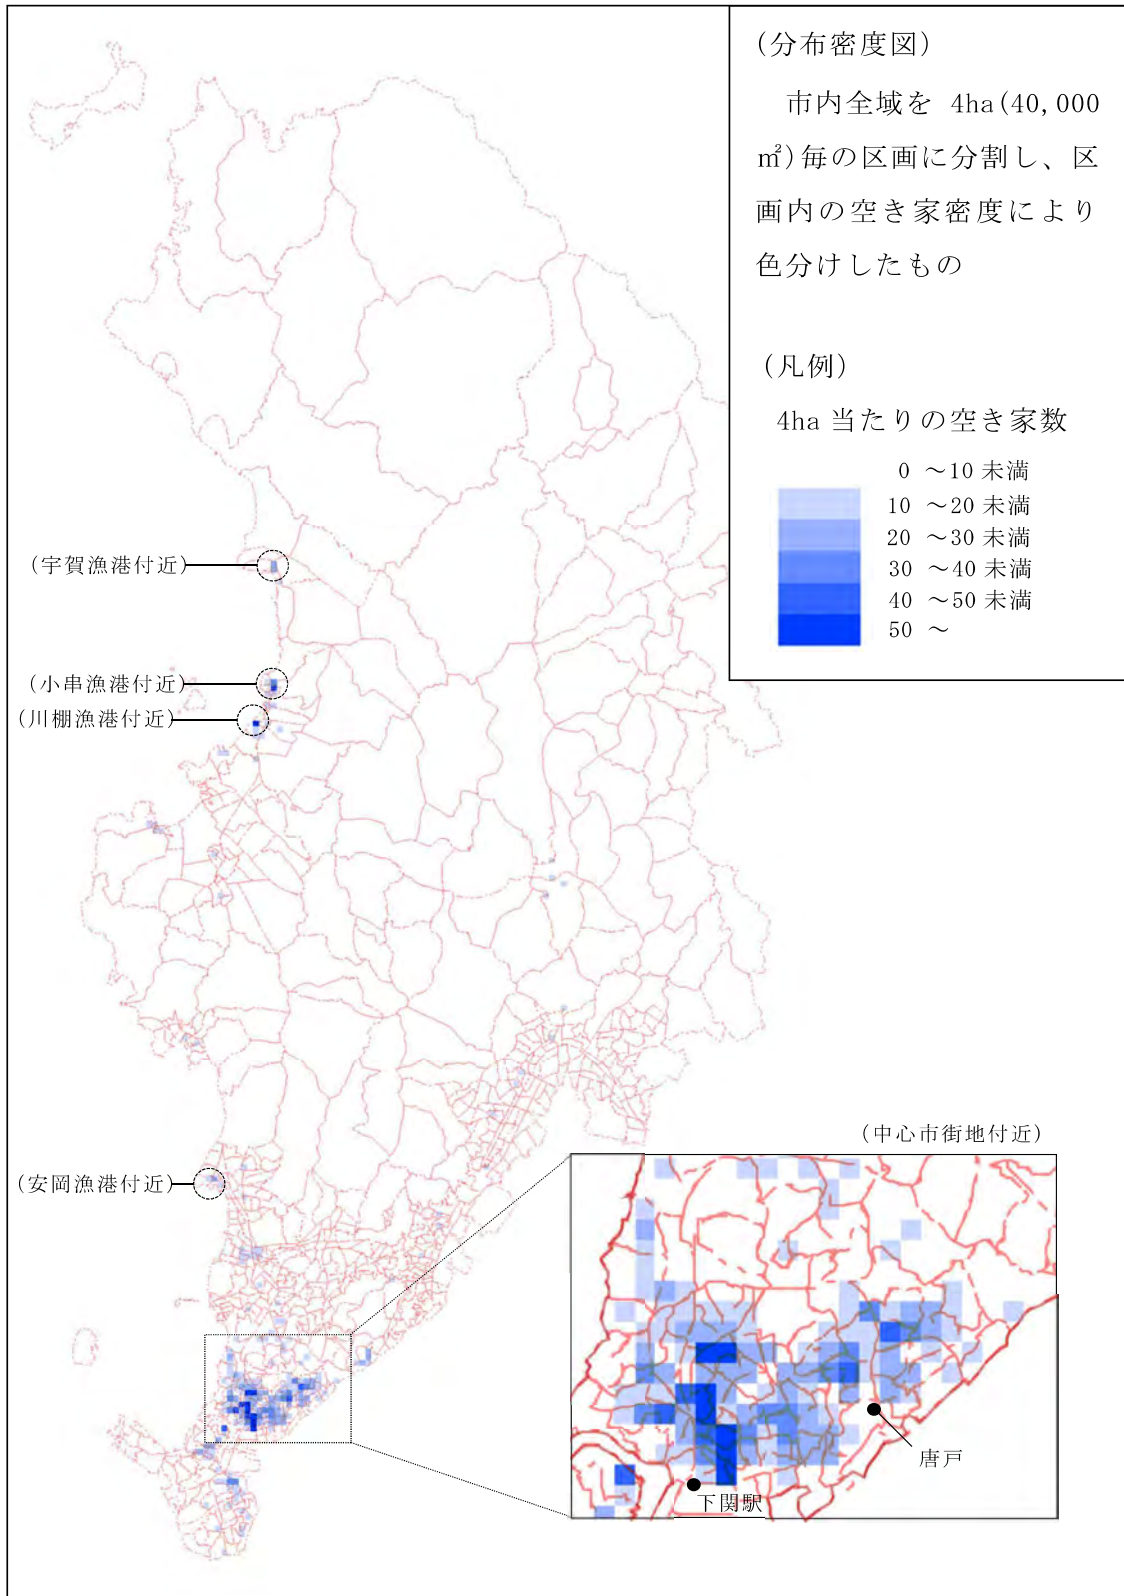 (分布密度図)
市内全域を 4ha(40,000
㎡)毎の区画に分割し、区
画内の空き家密度により
色分けしたもの
(凡例)
4ha 当たりの空き家数
0 ～10 未満
10 ～20 未満
20 ～30 未満
30 ～40 未満
40 ～50 未満
50 ～
(宇賀漁港付近)
(小串漁港付近)
(川棚漁港付近)
(安岡漁港付近)
(中心市街地付近)
唐戸
下関駅